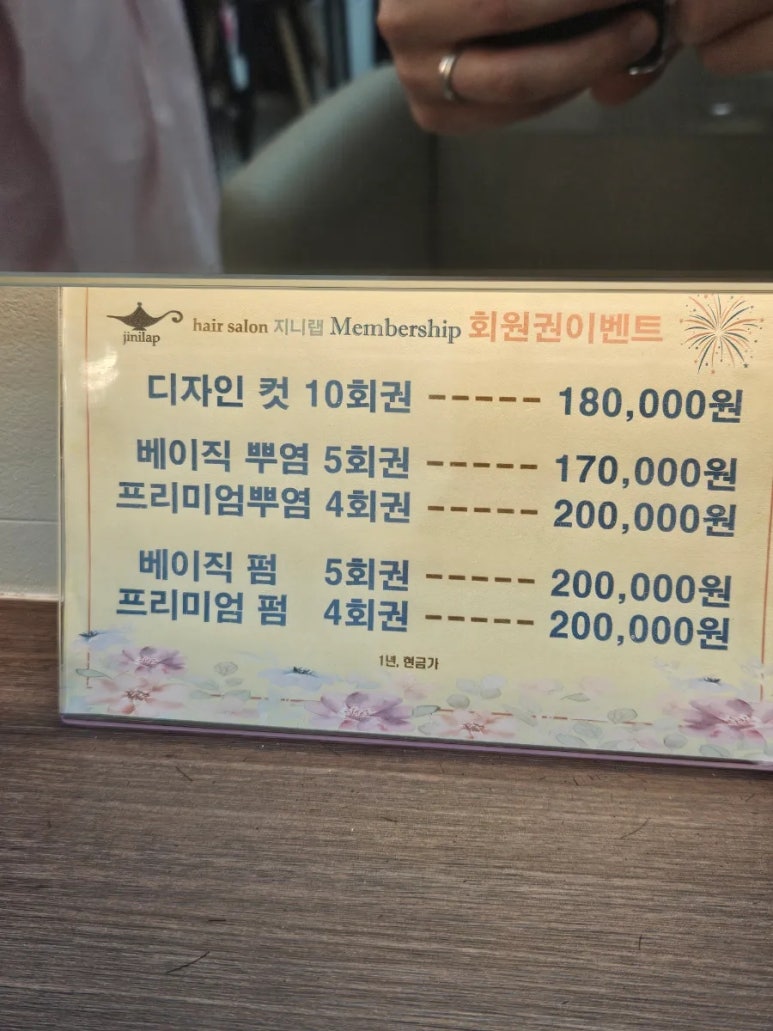 jinilap
hair salon 지니랩 Membership 회원권이벤트
디자인 컷 10회권 ----- 180,000원
베이직 뿌염 5회권 ----- 170,000원
프리미엄뿌염 4회권 ----- 200,000원
베이직 펌 5회권 ----- 200,000원
프리미엄 펌 4회권 ----- 200,000원
1년, 현금가